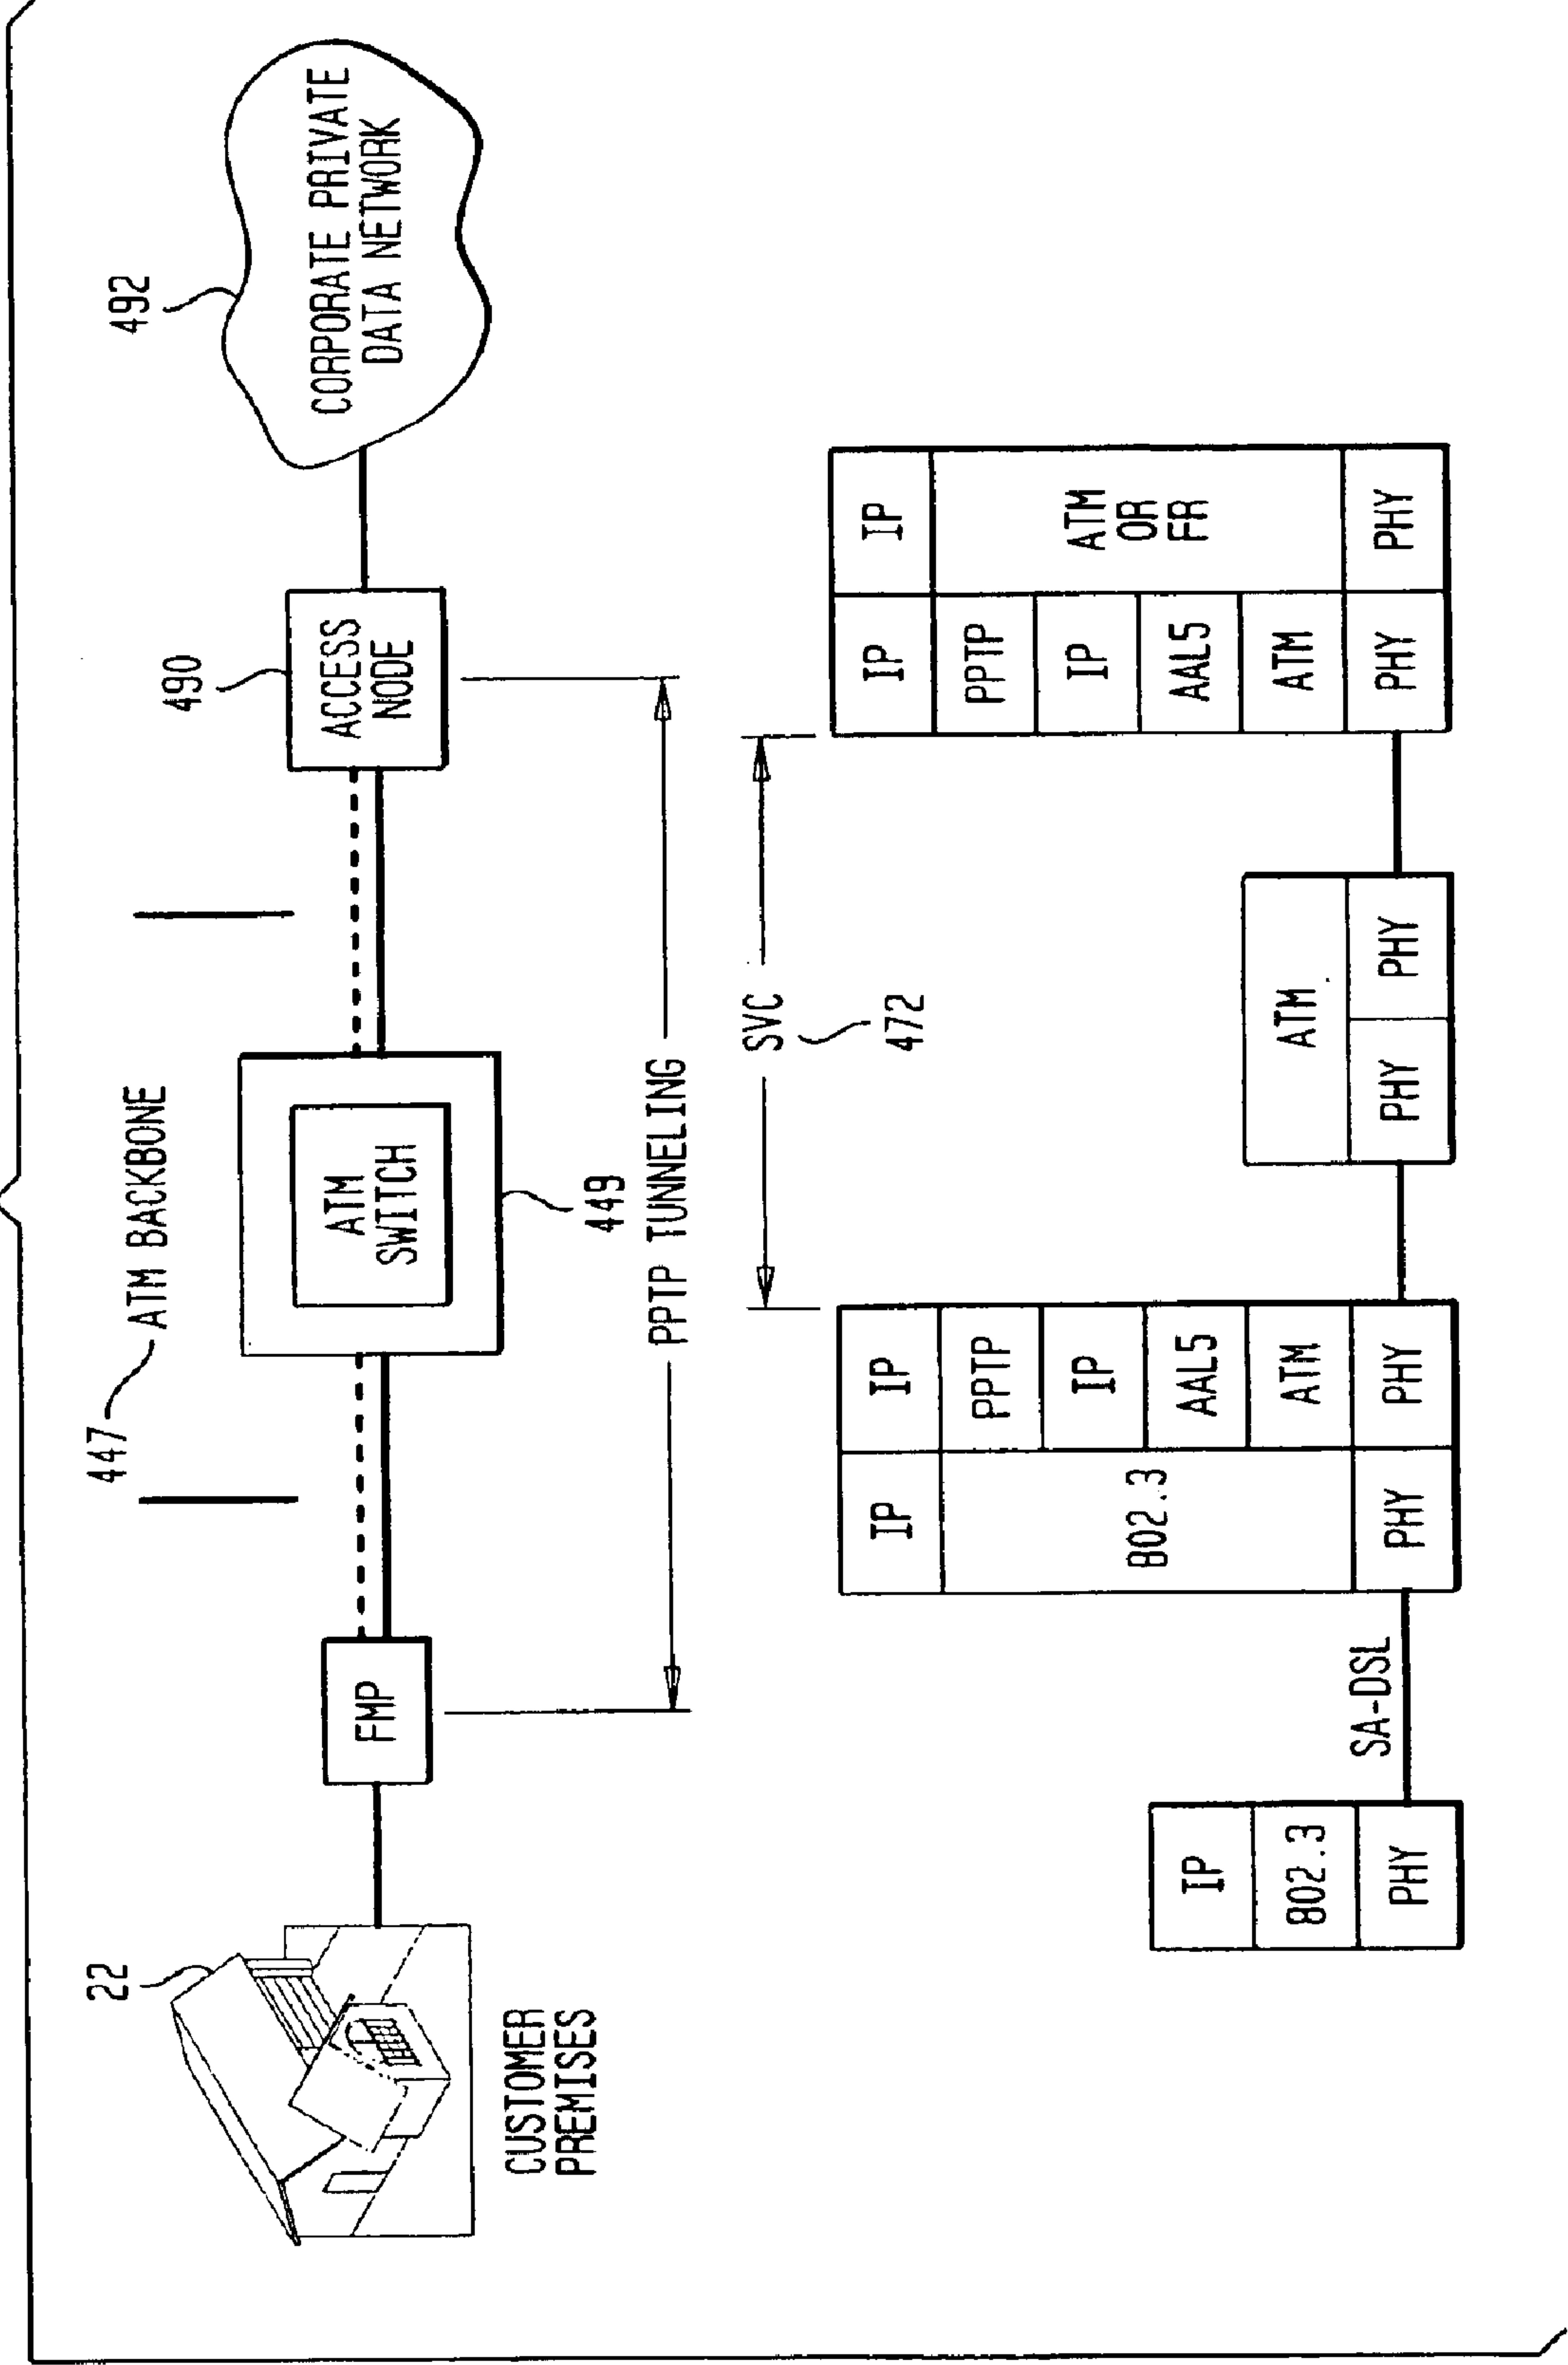 22
CUSTOMER
PREMISES
FMP
447
ATM BACKBONE
ATM
SWITCH
449
490
ACCESS
NODE
492
CORPORATE PRIVATE
DATA NETWORK
PPTP TUNNELING
SVC
472
IP
802.3
PHY
SA-DSL
IP
802.3
PHY
IP
PPTP
IP
AAL5
ATM
PHY
ATM
PHY
PHY
IP
PPTP
IP
AAL5
ATM
PHY
IP
ATM
OR
FR
PHY